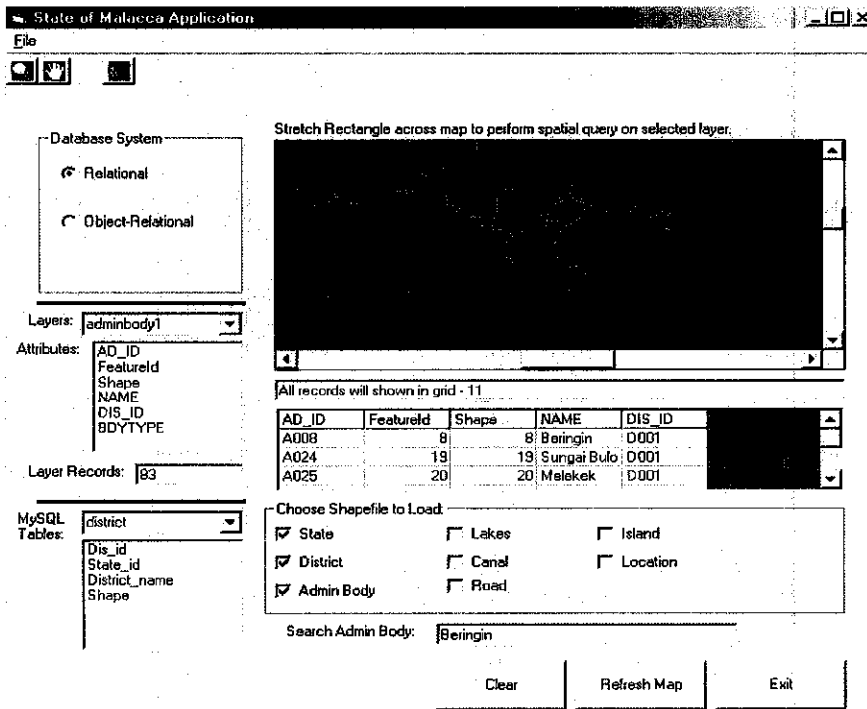 State of Malacca Application
File
Database System
Relational
Object-Relational
Stretch Rectangle across map to perform spatial query on selected layer.
Layers: adminbody1
Attributes: AD_ID
FeatureId
Shape
NAME
DIS_ID
BDYTYPE
Layer Records: 83
MySQL Tables: district
Dis_id
State_id
District_name
Shape
All records will shown in grid - 11
AD_ID FeatureId Shape NAME DIS_ID
A008 8 8 Beringin D001
A024 19 19 Sungai Bulo D001
A025 20 20 Melekek D001
Choose Shapefile to Load:
State Lakes Island
District Canal Location
Admin Body Road
Search Admin Body: Beringin
Clear Refresh Map Exit